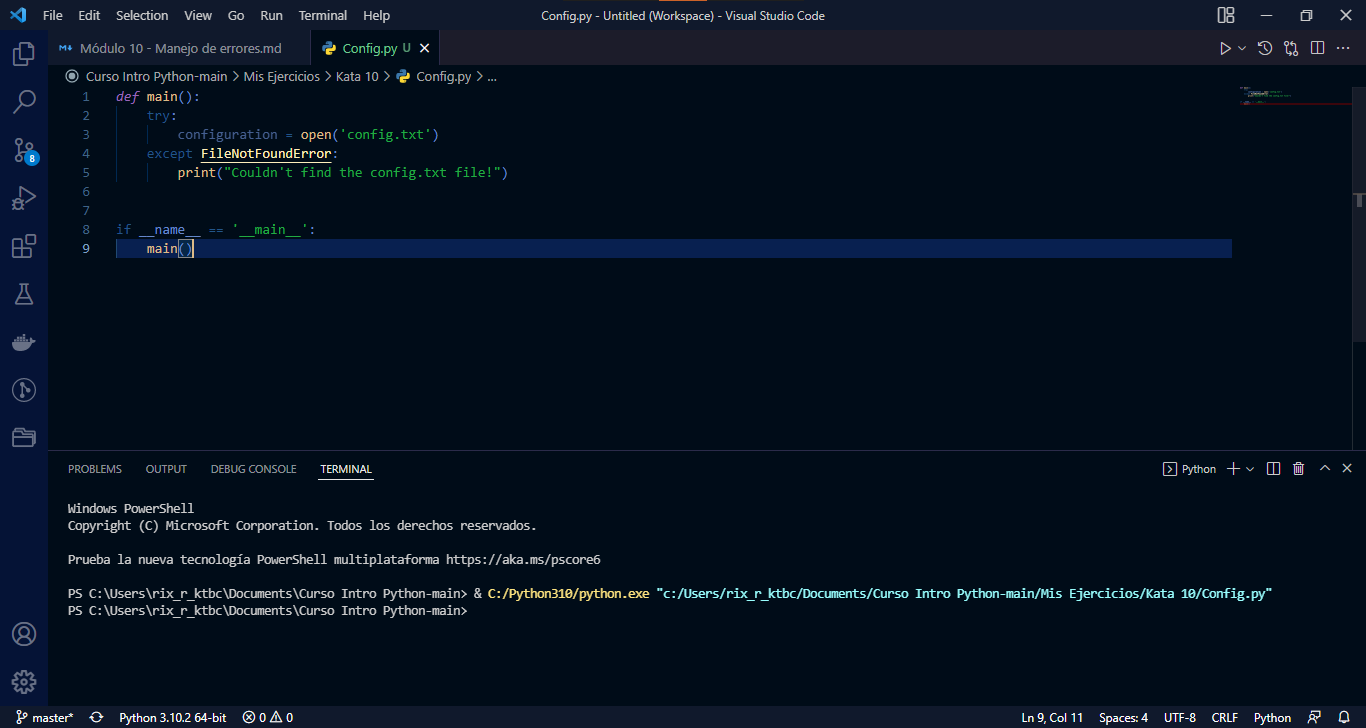 File Edit Selection View Go Run Terminal Help Config.py - Untitled (Workspace) - Visual Studio Code
Módulo 10 - Manejo de errores.md Config.py U
Curso Intro Python-main > Mis Ejercicios > Kata 10 > Config.py > ...
1 def main():
2 try:
3 configuration = open('config.txt')
4 except FileNotFoundError:
5 print("Couldn't find the config.txt file!")
6
7
8 if __name__ == '__main__':
9 main()
8
PROBLEMS OUTPUT DEBUG CONSOLE TERMINAL Python
Windows PowerShell
Copyright (C) Microsoft Corporation. Todos los derechos reservados.
Prueba la nueva tecnología PowerShell multiplataforma https://aka.ms/pscore6
PS C:\Users\rix_r_ktbc\Documents\Curso Intro Python-main> & C:/Python310/python.exe "c:/Users/rix_r_ktbc/Documents/Curso Intro Python-main/Mis Ejercicios/Kata 10/Config.py"
PS C:\Users\rix_r_ktbc\Documents\Curso Intro Python-main>
master* Python 3.10.2 64-bit 0 0 Ln 9, Col 11 Spaces: 4 UTF-8 CRLF Python